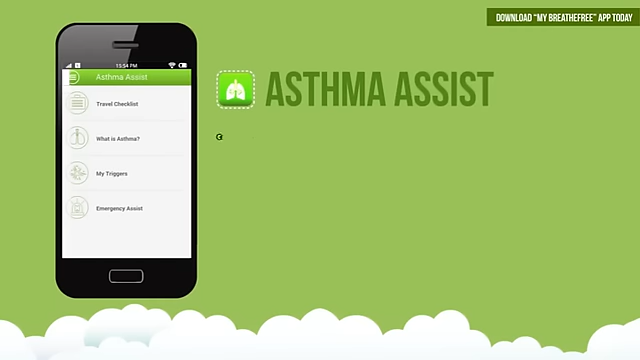 DOWNLOAD "MY BREATHEFREE" APP TODAY
15:54 PM
Asthma Assist
Travel Checklist
What is Asthma?
My Triggers
Emergency Assist
ASTHMA ASSIST